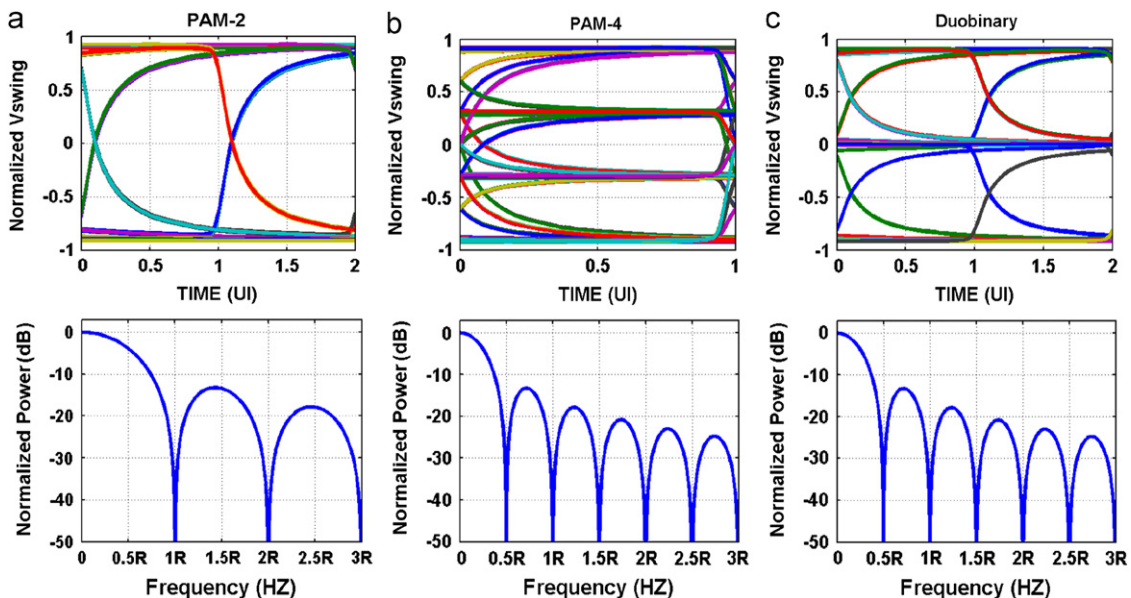 a
PAM-2
Normalized Vswing
1
0.5
0
-0.5
-1
0 0.5 1 1.5 2
TIME (UI)
b
PAM-4
Normalized Vswing
1
0.5
0
-0.5
-1
0 0.5 1
TIME (UI)
c
Duobinary
Normalized Vswing
1
0.5
0
-0.5
-1
0 0.5 1 1.5 2
TIME (UI)
Normalized Power (dB)
0
-10
-20
-30
-40
-50
0 0.5R 1R 1.5R 2R 2.5R 3R
Frequency (HZ)
Normalized Power (dB)
0
-10
-20
-30
-40
-50
0 0.5R 1R 1.5R 2R 2.5R 3R
Frequency (HZ)
Normalized Power (dB)
0
-10
-20
-30
-40
-50
0 0.5R 1R 1.5R 2R 2.5R 3R
Frequency (HZ)